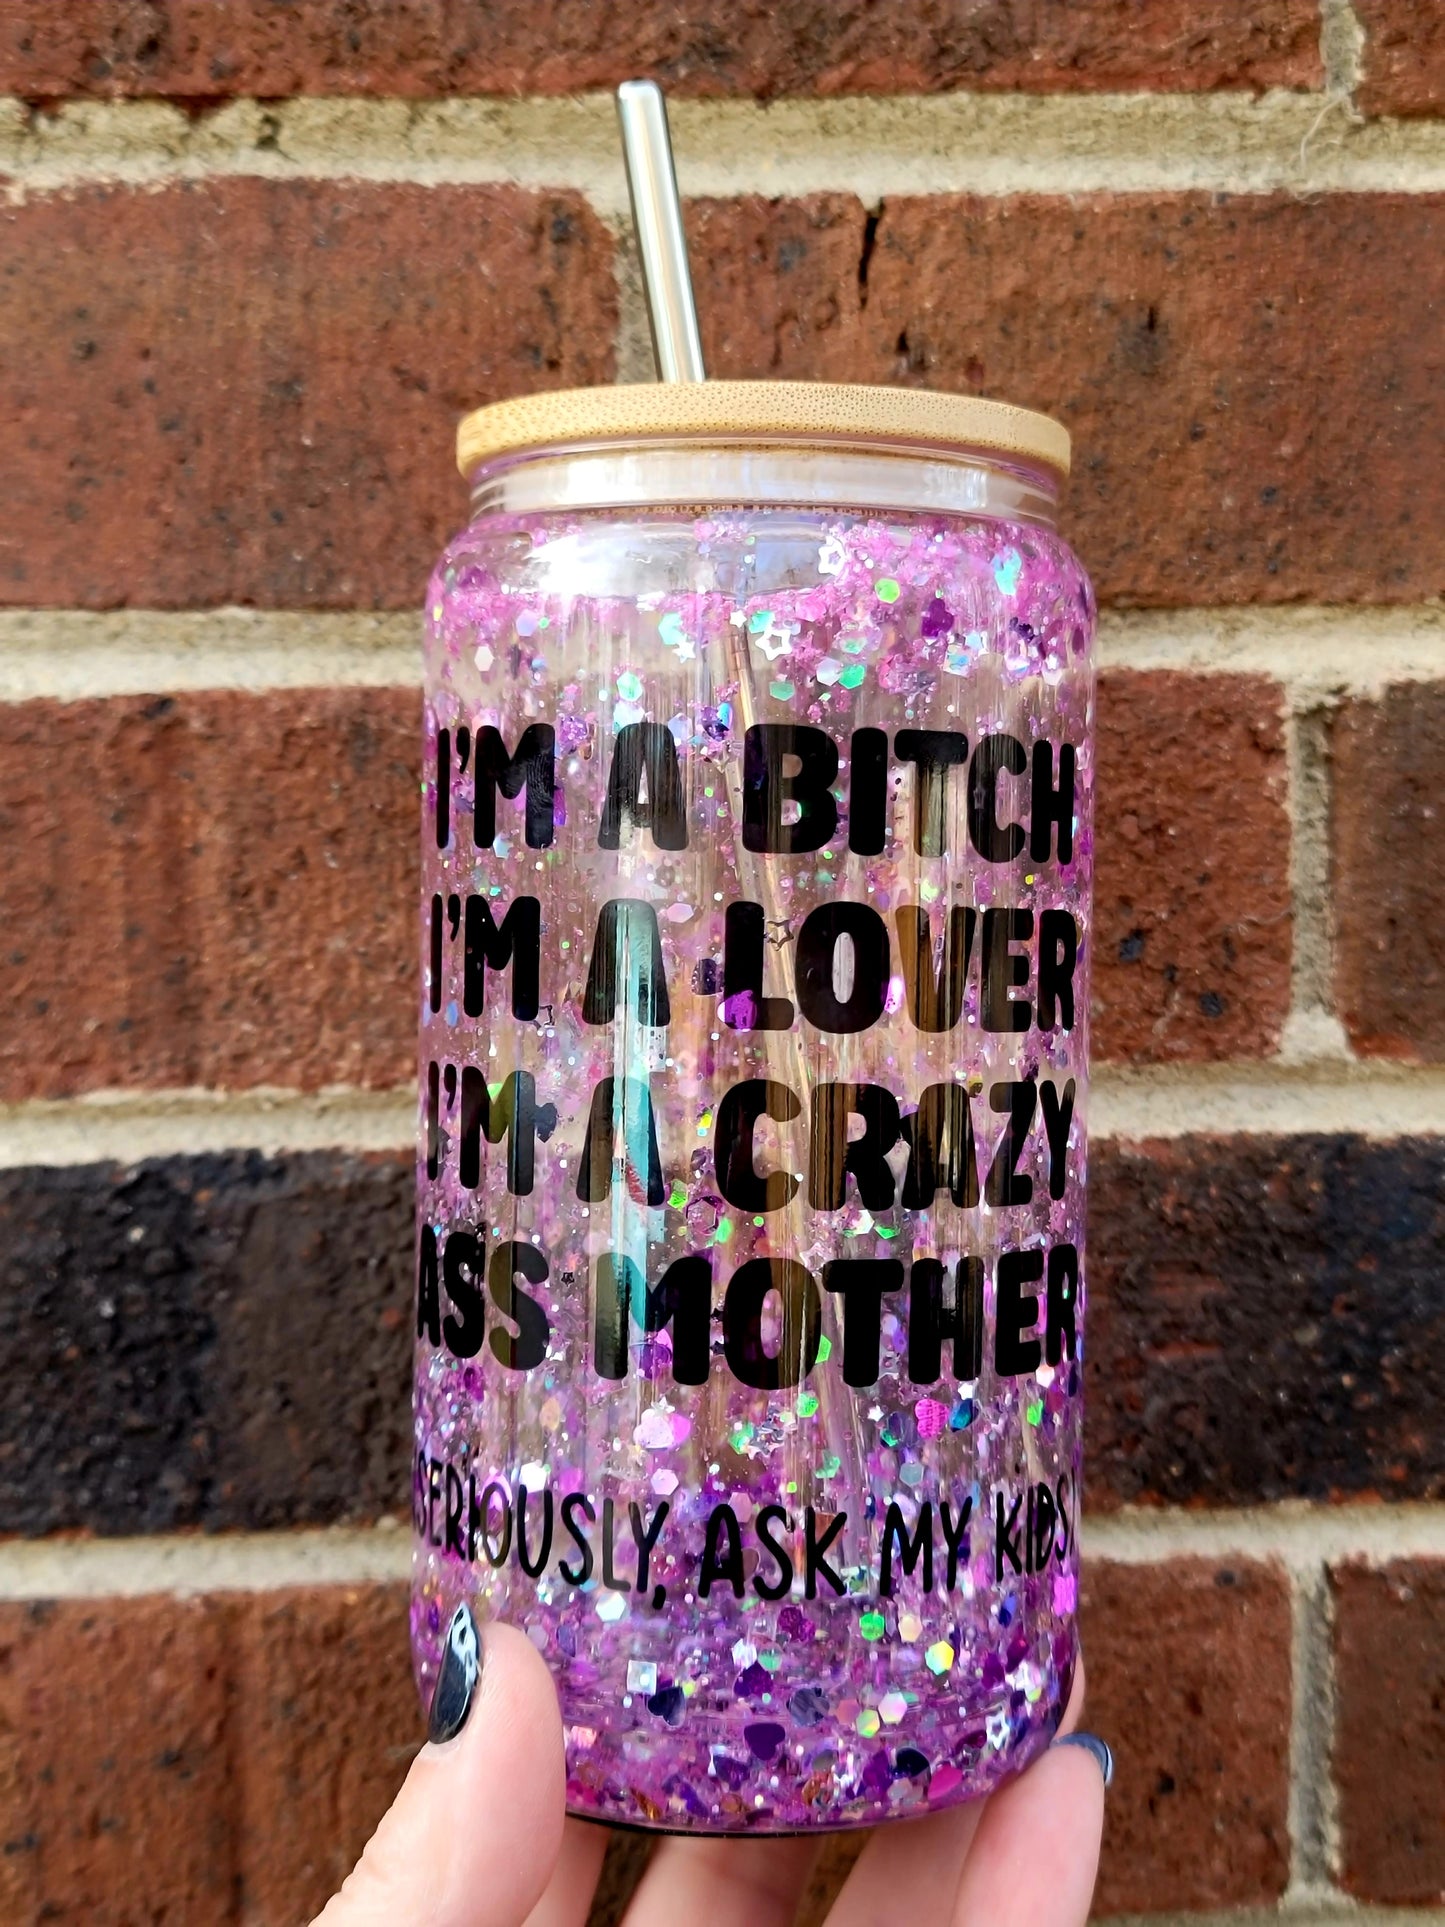 I'M A BITCH
I'M A LOVER
I'M A CRAZY
ASS MOTHER
SERIOUSLY, ASK MY KIDS